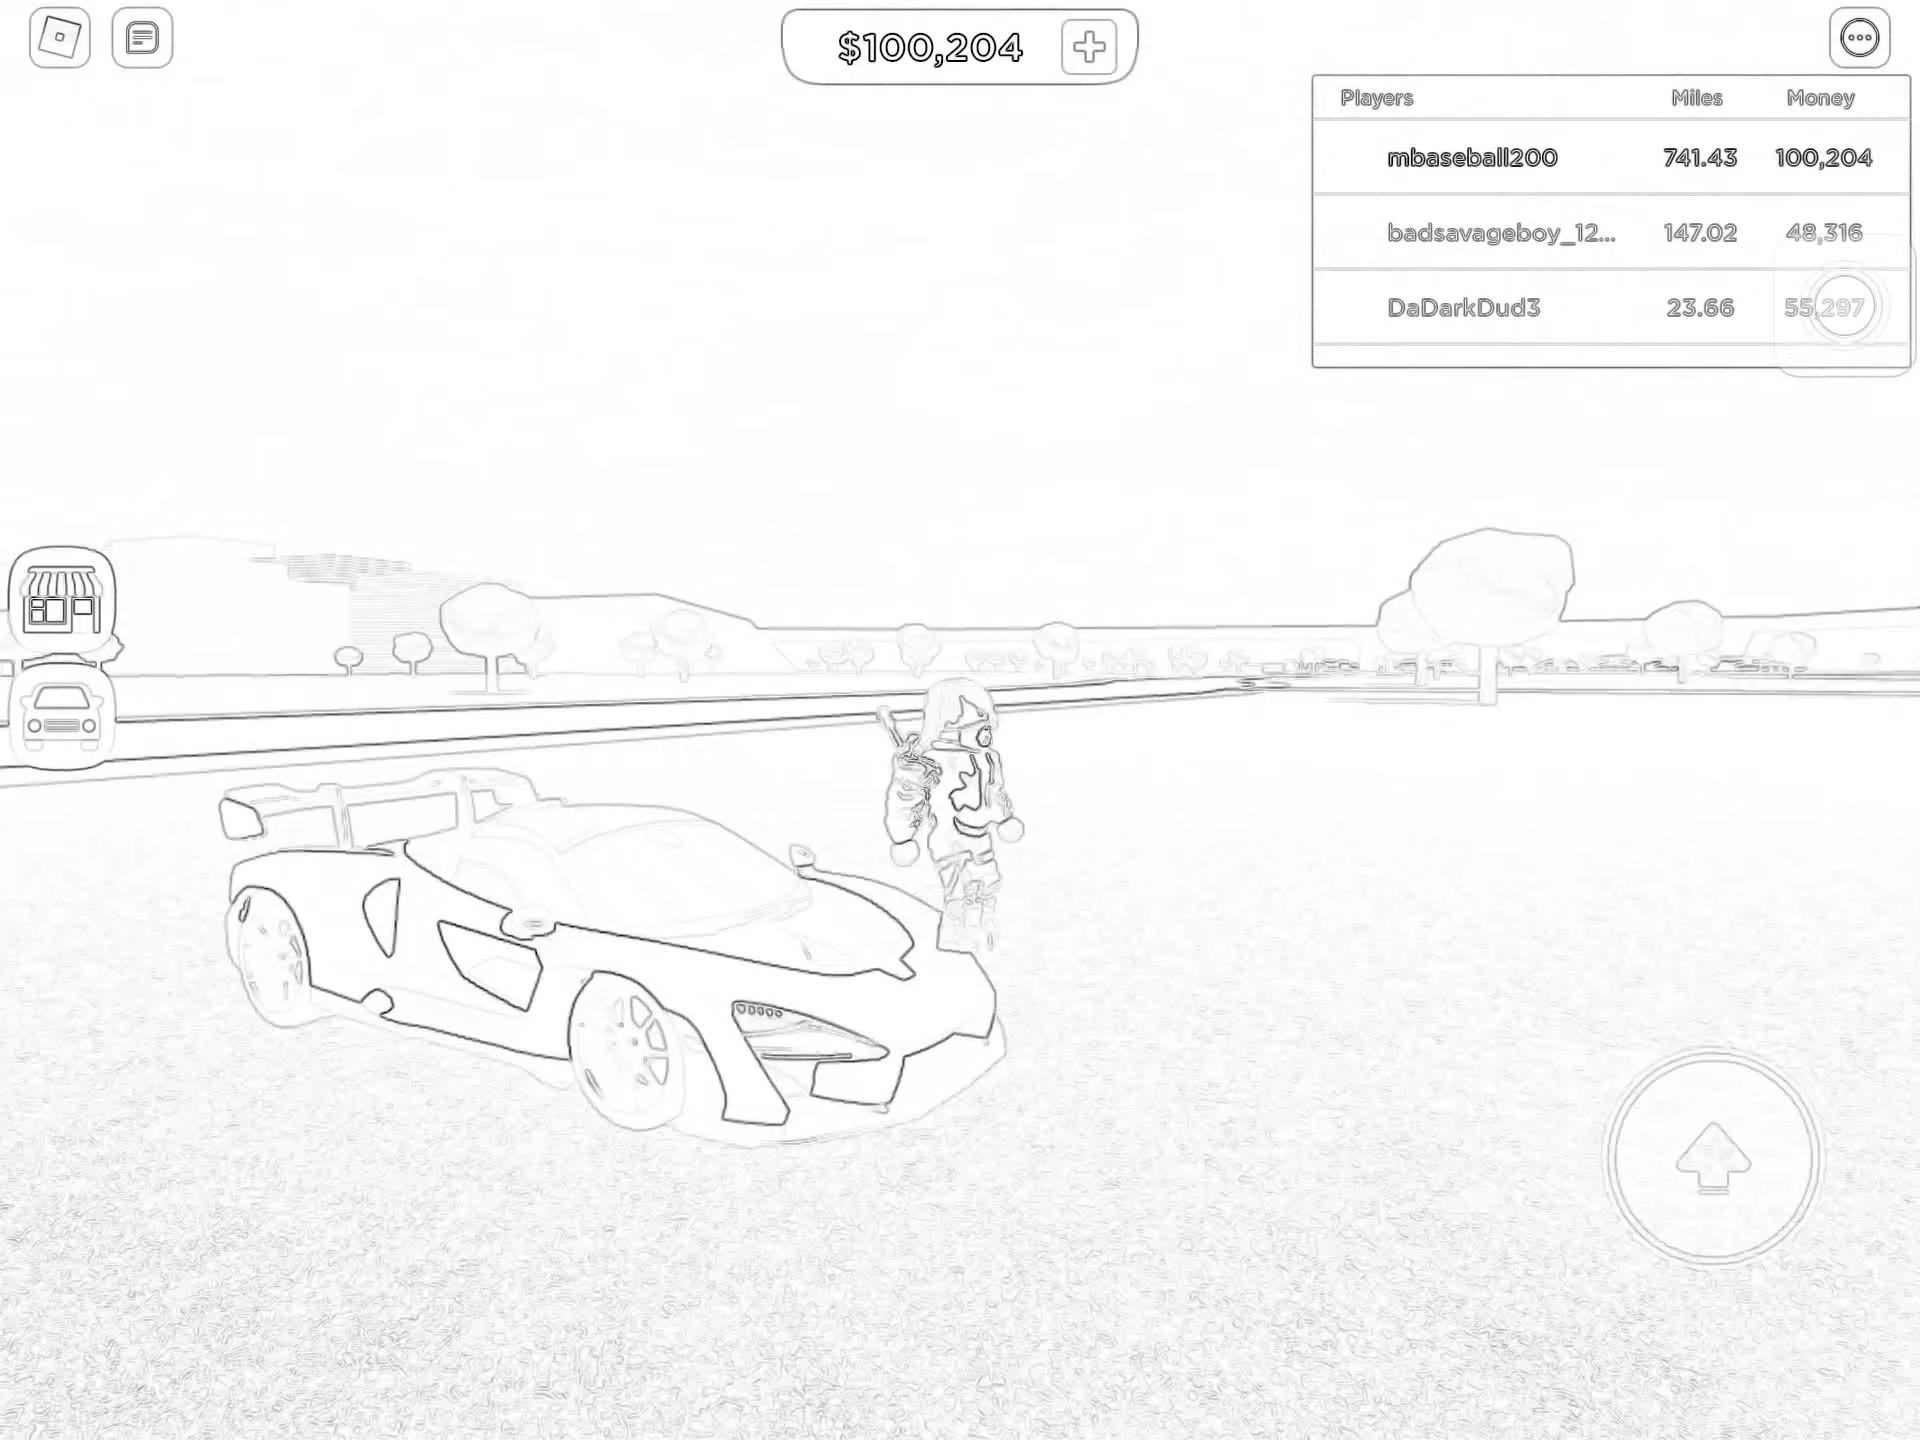 $100,204
Players Miles Money
mbaseball200 741.43 100,204
badsavageboy_12... 147.02 48,316
DaDarkDud3 23.66 55,297